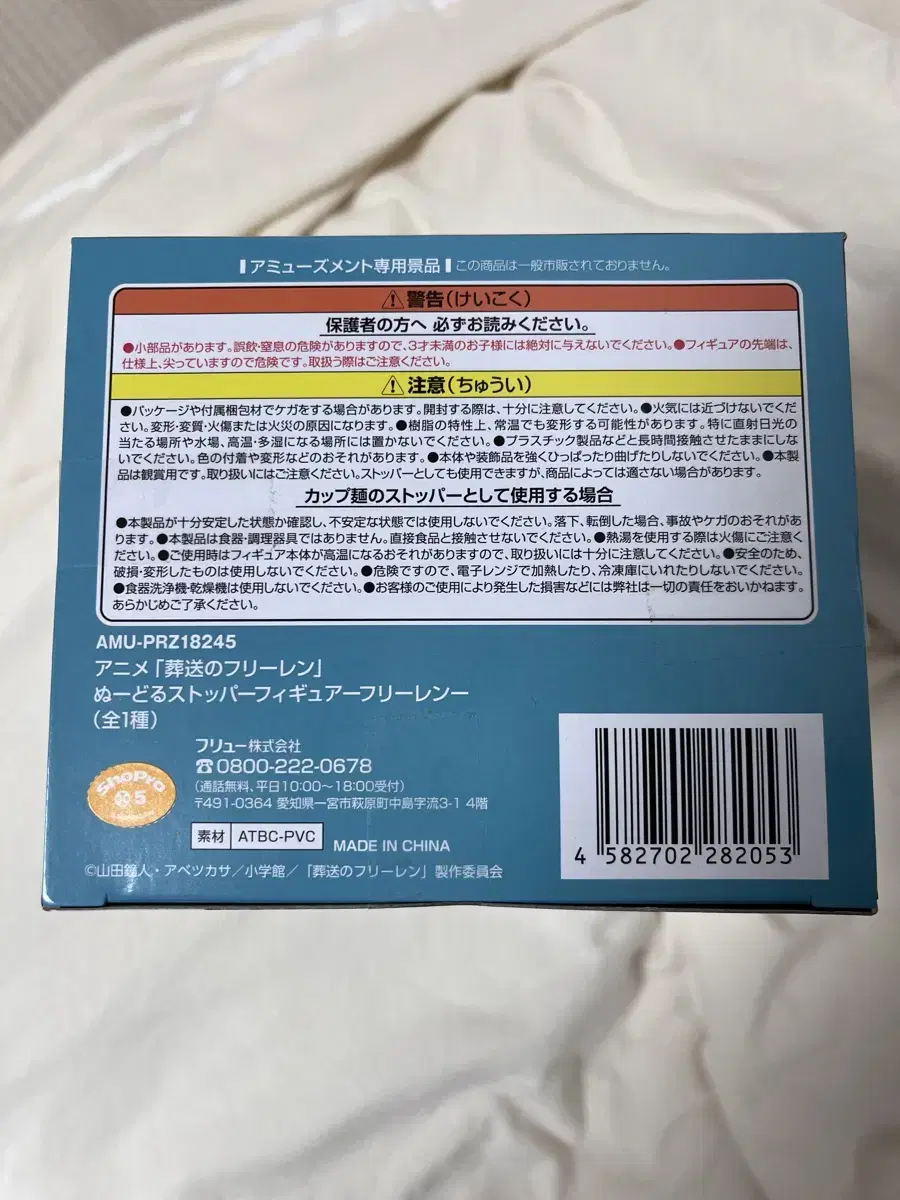 アミューズメント専用景品 この商品は一般市販されておりません。
⚠警告(けいこく)
保護者の方へ 必ずお読みください。
●小部品があります。誤飲・窒息の危険がありますので、3才未満のお子様には絶対に与えないでください。●フィギュアの先端は、
仕様上、尖っていますので危険です。取扱う際はご注意ください。
⚠注意(ちゅうい)
●パッケージや付属梱包材でケガをする場合があります。開封する際は、十分に注意してください。●火気には近づけないでくだ
さい。変形・変質・火傷または火災の原因になります。●樹脂の特性上、常温でも変形する可能性があります。特に直射日光の
当たる場所や水場、高温・多湿になる場所には置かないでください。●プラスチック製品などと長時間接触させたままにしな
いでください。色の付着や変形などのおそれがあります。●本体や装飾品を強くひっぱったり曲げたりしないでください。●本製
品は観賞用です。取り扱いにはご注意ください。ストッパーとしても使用できますが、商品によっては適さない場合があります。
カップ麺のストッパーとして使用する場合
●本製品が十分安定した状態か確認し、不安定な状態では使用しないでください。落下、転倒した場合、事故やケガのおそれがあり
ます。●本製品は食器・調理器具ではありません。直接食品と接触させないでください。●熱湯を使用する際は火傷にご注意くだ
さい。●ご使用時はフィギュア本体が高温になるおそれがありますので、取り扱いには十分に注意してください。●安全のため、
破損・変形したものは使用しないでください。●危険ですので、電子レンジで加熱したり、冷凍庫にいれたりしないでください。
●食器洗浄機・乾燥機は使用しないでください。●お客様のご使用により発生した損害などには弊社は一切の責任をおいかねます。
あらかじめご了承ください。
AMU-PRZ18245
アニメ「葬送のフリーレン」
ぬーどるストッパーフィギュアーフリーレンー
(全1種)
フリュー株式会社
☎0800-222-0678
(通話無料、平日10:00〜18:00受付)
〒491-0364 愛知県一宮市萩原町中島字流3-1 4階
ShoPro
5
素材 ATBC-PVC MADE IN CHINA
©山田鐘人・アベツカサ/小学館/「葬送のフリーレン」製作委員会
4 582702 282053